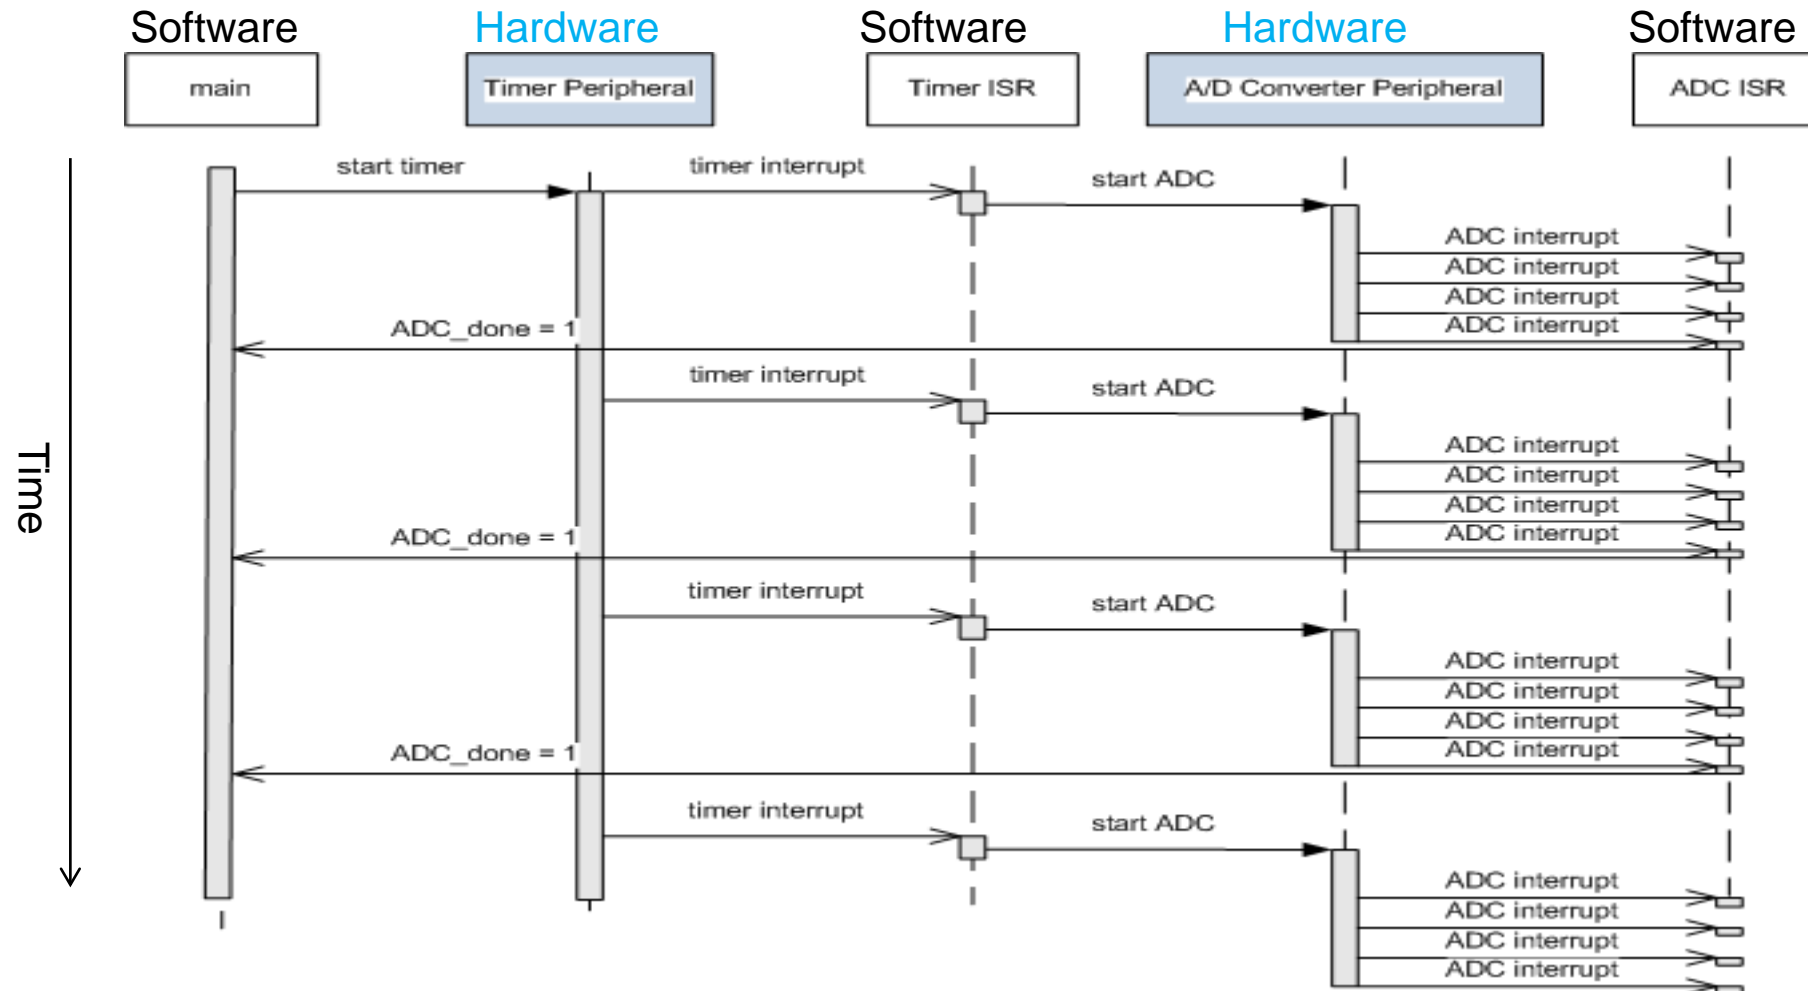 Software Hardware Software Hardware Software
main Timer Peripheral Timer ISR A/D Converter Peripheral ADC ISR
start timer timer interrupt start ADC
ADC interrupt
ADC interrupt
ADC interrupt
ADC_done = 1 ADC interrupt
timer interrupt start ADC
ADC interrupt
ADC interrupt
ADC interrupt
ADC_done = 1 ADC interrupt
timer interrupt start ADC
ADC interrupt
ADC interrupt
ADC interrupt
ADC_done = 1 ADC interrupt
timer interrupt start ADC
ADC interrupt
ADC interrupt
ADC interrupt
ADC interrupt
Time